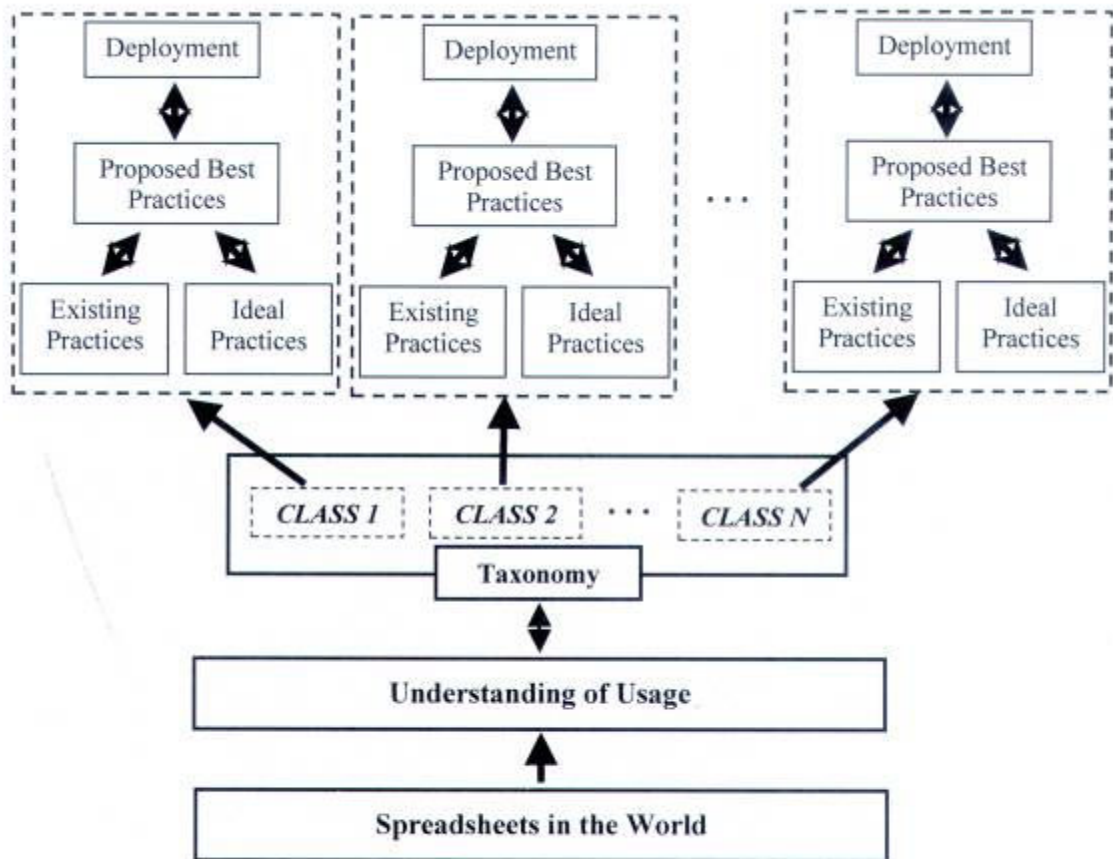 Deployment
Proposed Best
Practices
Existing
Practices
Ideal
Practices
Deployment
Proposed Best
Practices
Existing
Practices
Ideal
Practices
. . .
Deployment
Proposed Best
Practices
Existing
Practices
Ideal
Practices
CLASS 1
CLASS 2
. . .
CLASS N
Taxonomy
Understanding of Usage
Spreadsheets in the World